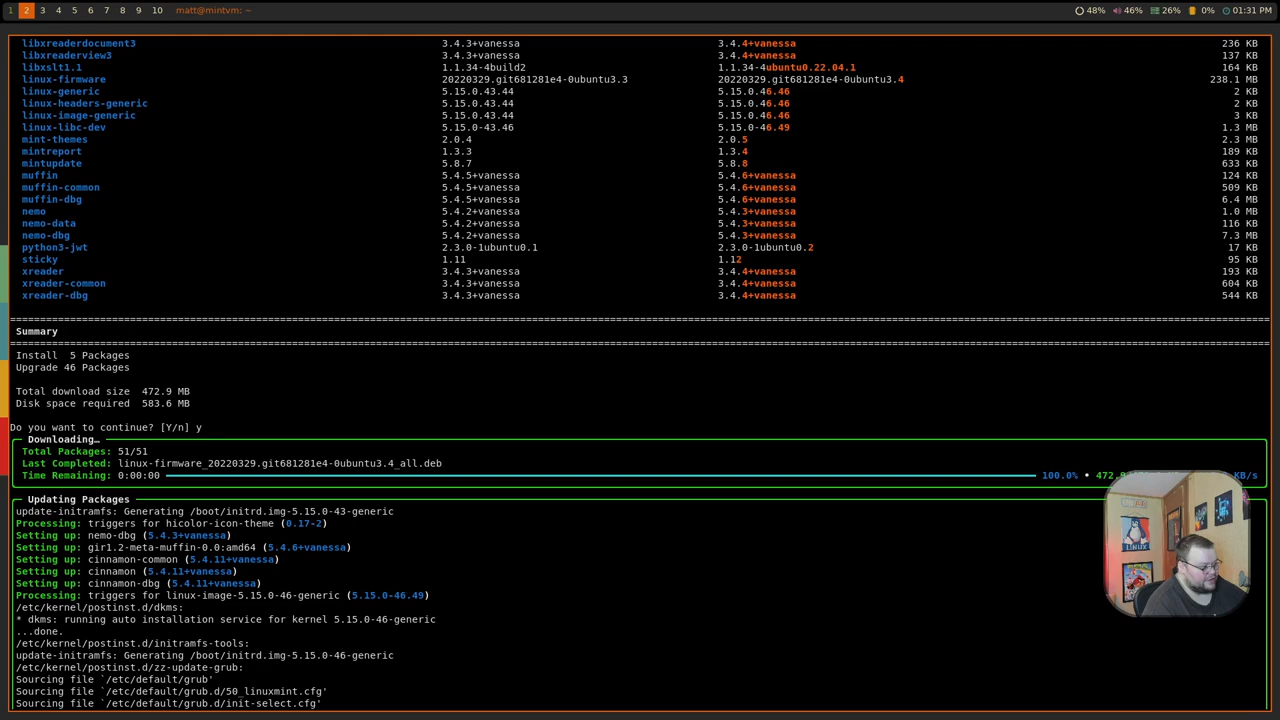 1 2 3 4 5 6 7 8 9 10 matt@mintvm: ~ 48% 46% 26% 0% 01:31 PM
libxreaderdocument3 3.4.3+vanessa 3.4.4+vanessa 236 KB
libxreaderview3 3.4.3+vanessa 3.4.4+vanessa 137 KB
libxslt1.1 1.1.34-4build2 1.1.34-4ubuntu0.22.04.1 164 KB
linux-firmware 20220329.git681281e4-0ubuntu3.3 20220329.git681281e4-0ubuntu3.4 238.1 MB
linux-generic 5.15.0.43.44 5.15.0.46.46 2 KB
linux-headers-generic 5.15.0.43.44 5.15.0.46.46 2 KB
linux-image-generic 5.15.0.43.44 5.15.0.46.46 3 KB
linux-libc-dev 5.15.0-43.46 5.15.0-46.49 1.3 MB
mint-themes 2.0.4 2.0.5 2.3 MB
mintreport 1.3.3 1.3.4 189 KB
mintupdate 5.8.7 5.8.8 633 KB
muffin 5.4.5+vanessa 5.4.6+vanessa 124 KB
muffin-common 5.4.5+vanessa 5.4.6+vanessa 509 KB
muffin-dbg 5.4.5+vanessa 5.4.6+vanessa 6.4 MB
nemo 5.4.2+vanessa 5.4.3+vanessa 1.0 MB
nemo-data 5.4.2+vanessa 5.4.3+vanessa 116 KB
nemo-dbg 5.4.2+vanessa 5.4.3+vanessa 7.3 MB
python3-jwt 2.3.0-1ubuntu0.1 2.3.0-1ubuntu0.2 17 KB
sticky 1.11 1.12 95 KB
xreader 3.4.3+vanessa 3.4.4+vanessa 193 KB
xreader-common 3.4.3+vanessa 3.4.4+vanessa 604 KB
xreader-dbg 3.4.3+vanessa 3.4.4+vanessa 544 KB
Summary
Install 5 Packages
Upgrade 46 Packages
Total download size 472.9 MB
Disk space required 583.6 MB
Do you want to continue? [Y/n] y
Downloading…
Total Packages: 51/51
Last Completed: linux-firmware_20220329.git681281e4-0ubuntu3.4_all.deb
Time Remaining: 0:00:00 100.0% • KB/s
Updating Packages
update-initramfs: Generating /boot/initrd.img-5.15.0-43-generic
Processing: triggers for hicolor-icon-theme (0.17-2)
Setting up: nemo-dbg (5.4.3+vanessa)
Setting up: gir1.2-meta-muffin-0.0:amd64 (5.4.6+vanessa)
Setting up: cinnamon-common (5.4.11+vanessa)
Setting up: cinnamon (5.4.11+vanessa)
Setting up: cinnamon-dbg (5.4.11+vanessa)
Processing: triggers for linux-image-5.15.0-46-generic (5.15.0-46.49)
/etc/kernel/postinst.d/dkms:
* dkms: running auto installation service for kernel 5.15.0-46-generic
...done.
/etc/kernel/postinst.d/initramfs-tools:
update-initramfs: Generating /boot/initrd.img-5.15.0-46-generic
/etc/kernel/postinst.d/zz-update-grub:
Sourcing file `/etc/default/grub'
Sourcing file `/etc/default/grub.d/50_linuxmint.cfg'
Sourcing file `/etc/default/grub.d/init-select.cfg'
LINUX